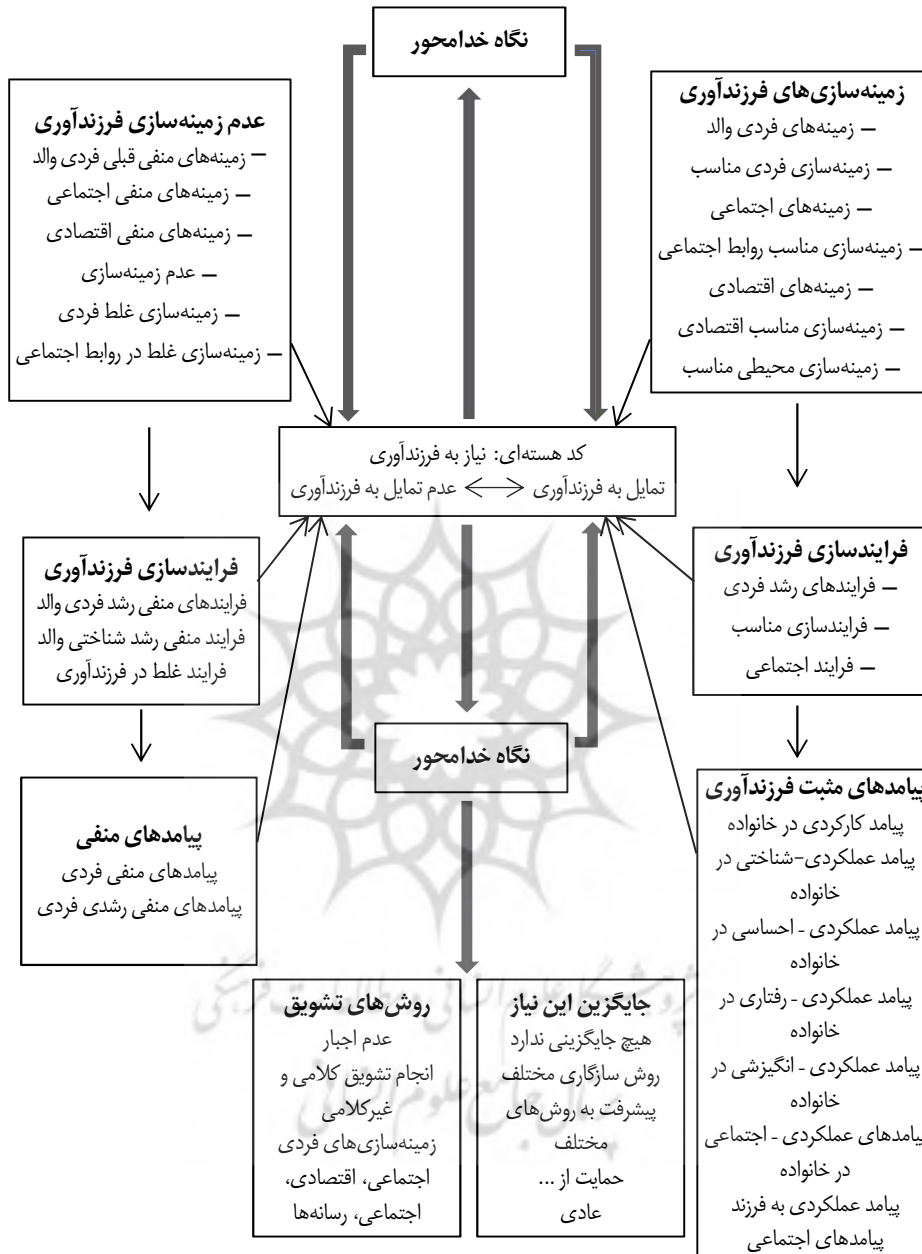 نگاه خدامحور
زمینه‌سازی‌های فرزندآوری
– زمینه‌های فردی والد
– زمینه‌سازی فردی مناسب
– زمینه‌های اجتماعی
– زمینه‌سازی مناسب روابط اجتماعی
– زمینه‌های اقتصادی
– زمینه‌سازی مناسب اقتصادی
– زمینه‌سازی محیطی مناسب
عدم زمینه‌سازی فرزندآوری
– زمینه‌های منفی قبلی فردی والد
– زمینه‌های منفی اجتماعی
– زمینه‌های منفی اقتصادی
– عدم زمینه‌سازی
– زمینه‌سازی غلط فردی
– زمینه‌سازی غلط در روابط اجتماعی
کد هسته‌ای: نیاز به فرزندآوری
تمایل به فرزندآوری ⟷ عدم تمایل به فرزندآوری
فرایندسازی فرزندآوری
– فرایندهای رشد فردی
– فرایندسازی مناسب
– فرایند اجتماعی
فرایندسازی فرزندآوری
فرایندهای منفی رشد فردی والد
فرایند منفی رشد شناختی والد
فرایند غلط در فرزندآوری
نگاه خدامحور
پیامدهای مثبت فرزندآوری
پیامد کارکردی در خانواده
پیامد عملکردی-شناختی در
خانواده
پیامد عملکردی - احساسی در
خانواده
پیامد عملکردی - رفتاری در
خانواده
پیامد عملکردی - انگیزشی در
خانواده
پیامدهای عملکردی - اجتماعی
در خانواده
پیامد عملکردی به فرزند
پیامدهای اجتماعی
پیامدهای منفی
پیامدهای منفی فردی
پیامدهای منفی رشدی فردی
جایگزین این نیاز
هیچ جایگزینی ندارد
روش سازگاری مختلف
پیشرفت به روش‌های
مختلف
حمایت از ...
عادی
روش‌های تشویق
عدم اجبار
انجام تشویق کلامی و
غیرکلامی
زمینه‌سازی‌های فردی
اجتماعی، اقتصادی،
اجتماعی، رسانه‌ها
پژوهشگاه علوم انسانی و مطالعات فرهنگی
پرتال جامع علوم انسانی